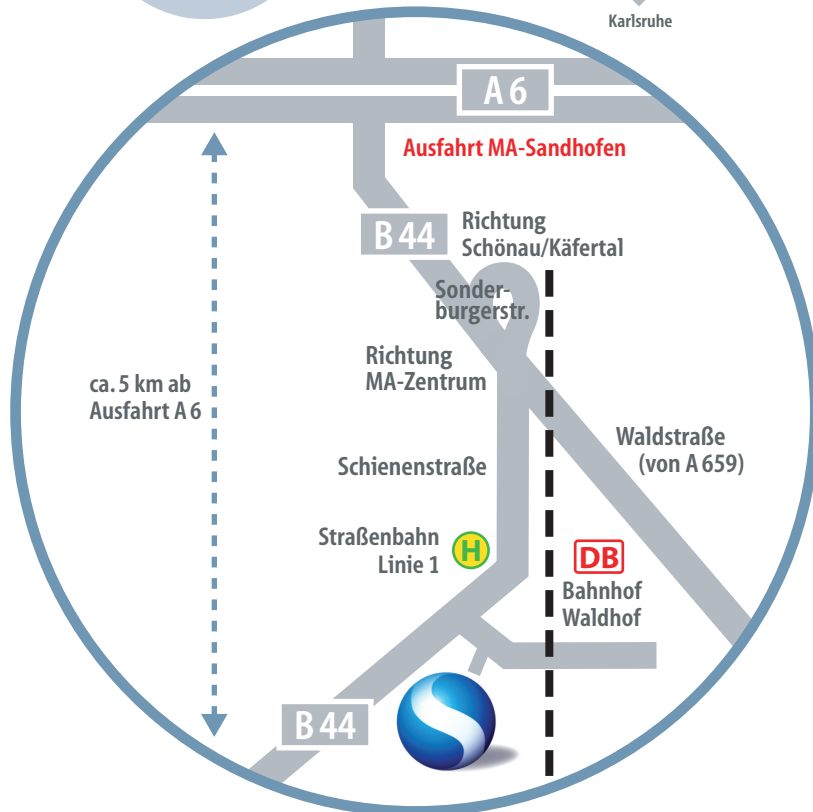 Karlsruhe
A 6
Ausfahrt MA-Sandhofen
B 44
Richtung
Schönau/Käfertal
Sonder-
burgerstr.
Richtung
MA-Zentrum
ca. 5 km ab
Ausfahrt A 6
Waldstraße
(von A 659)
Schienenstraße
Straßenbahn
Linie 1
H
DB
Bahnhof
Waldhof
B 44